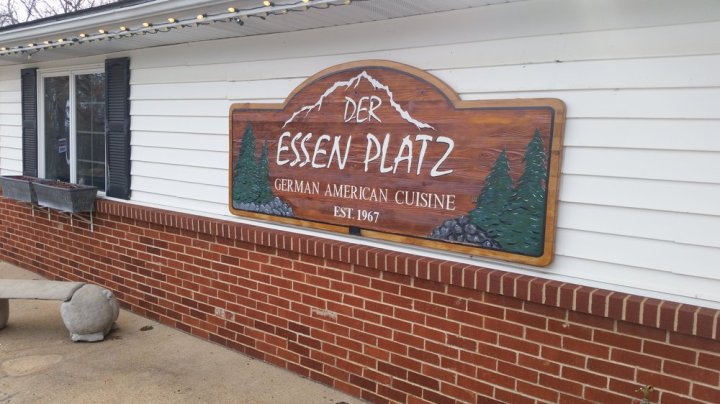 DER
ESSEN PLATZ
GERMAN AMERICAN CUISINE
EST. 1967